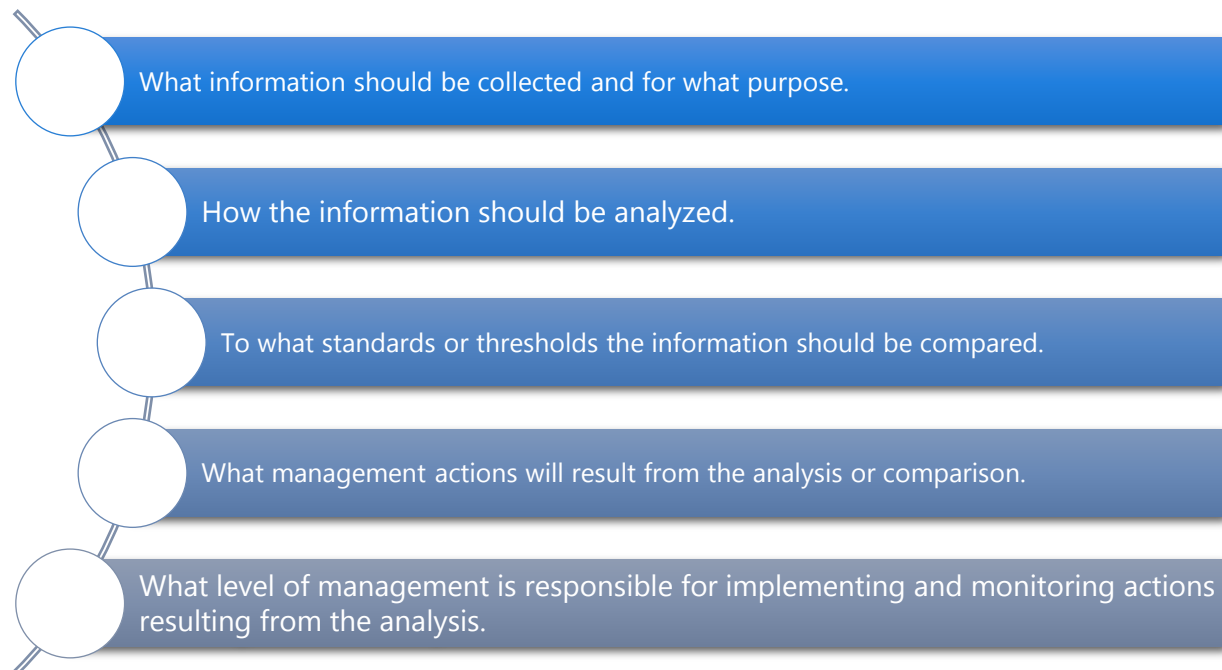 What information should be collected and for what purpose.
How the information should be analyzed.
To what standards or thresholds the information should be compared.
What management actions will result from the analysis or comparison.
What level of management is responsible for implementing and monitoring actions
resulting from the analysis.